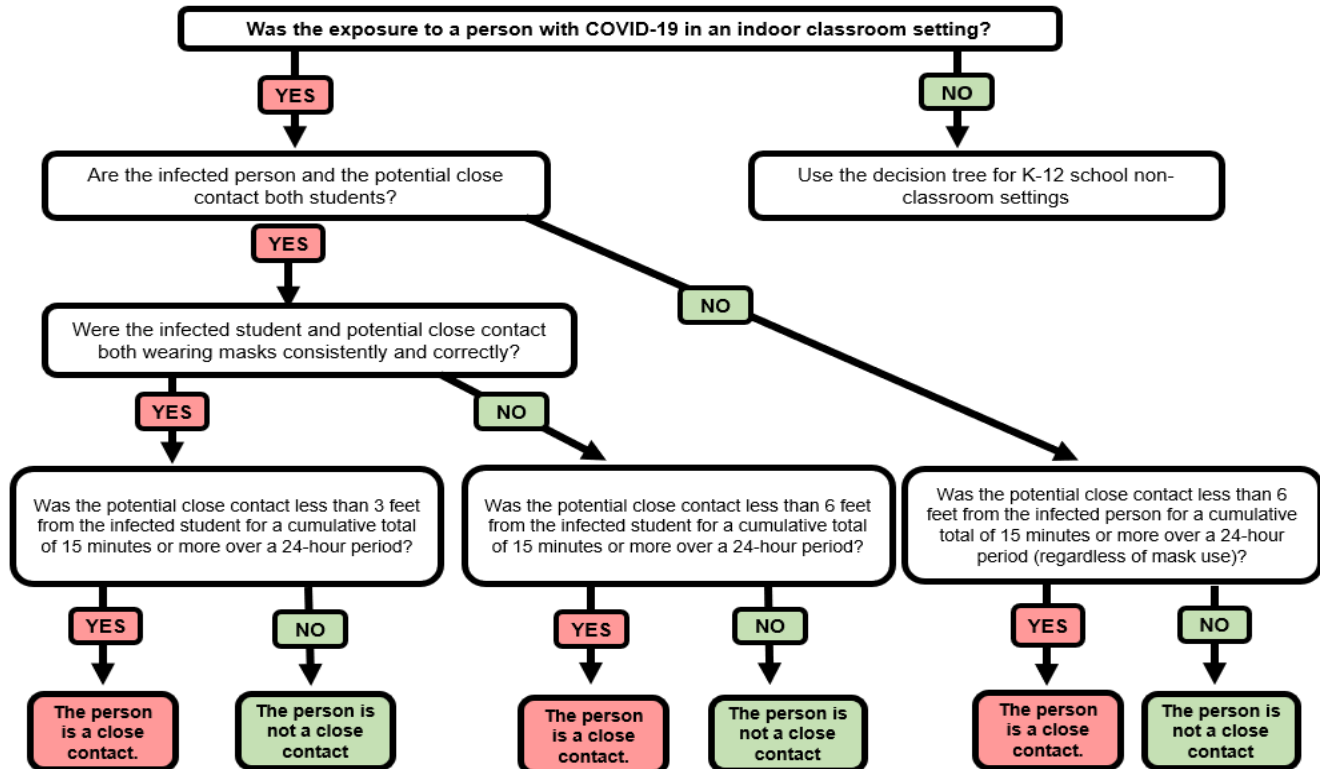 Was the exposure to a person with COVID-19 in an indoor classroom setting?
YES
NO
Are the infected person and the potential close
contact both students?
Use the decision tree for K-12 school non-
classroom settings
YES
NO
Were the infected student and potential close contact
both wearing masks consistently and correctly?
YES
NO
Was the potential close contact less than 3 feet
from the infected student for a cumulative total
of 15 minutes or more over a 24-hour period?
Was the potential close contact less than 6 feet
from the infected student for a cumulative total
of 15 minutes or more over a 24-hour period?
Was the potential close contact less than 6
feet from the infected person for a cumulative
total of 15 minutes or more over a 24-hour
period (regardless of mask use)?
YES
NO
YES
NO
YES
NO
The person
is a close
contact.
The person is
not a close
contact
The person
is a close
contact.
The person is
not a close
contact
The person
is a close
contact.
The person is
not a close
contact